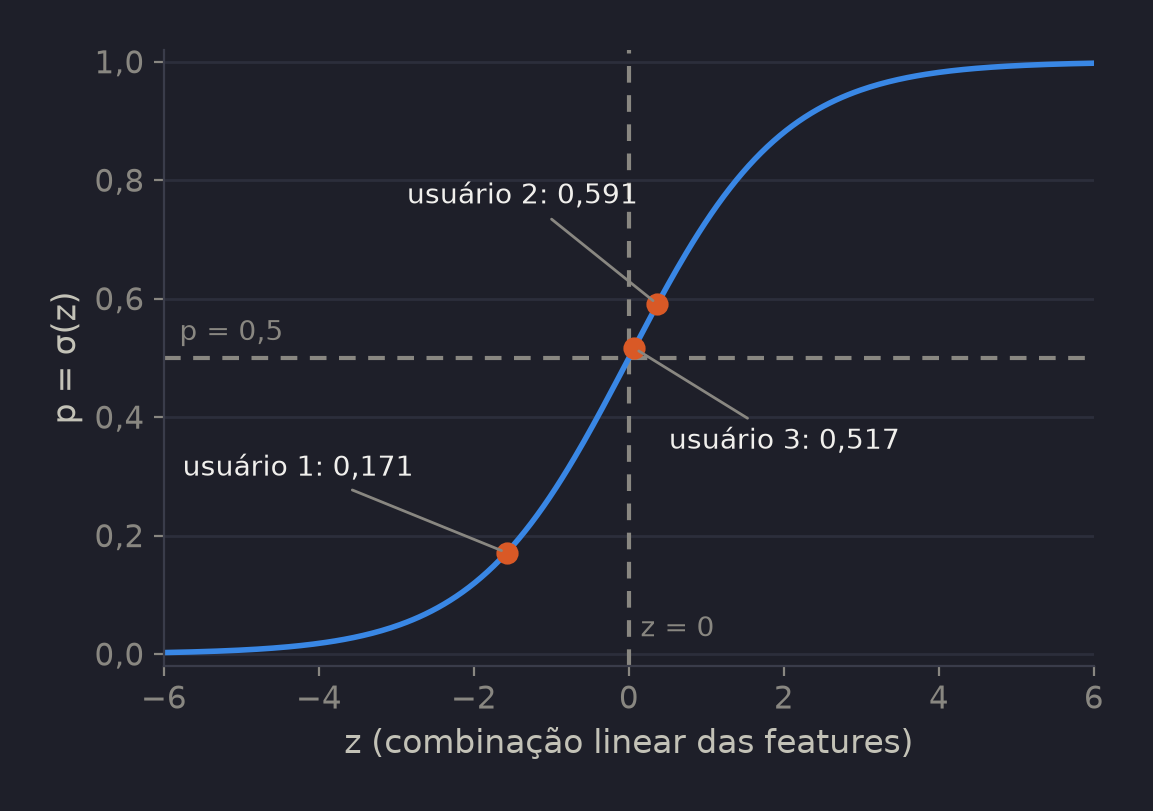 1,0
0,8
usuário 2: 0,591
0,6
p = 0,5
p = σ(z)
0,4
usuário 3: 0,517
usuário 1: 0,171
0,2
z = 0
0,0
−6 −4 −2 0 2 4 6
z (combinação linear das features)